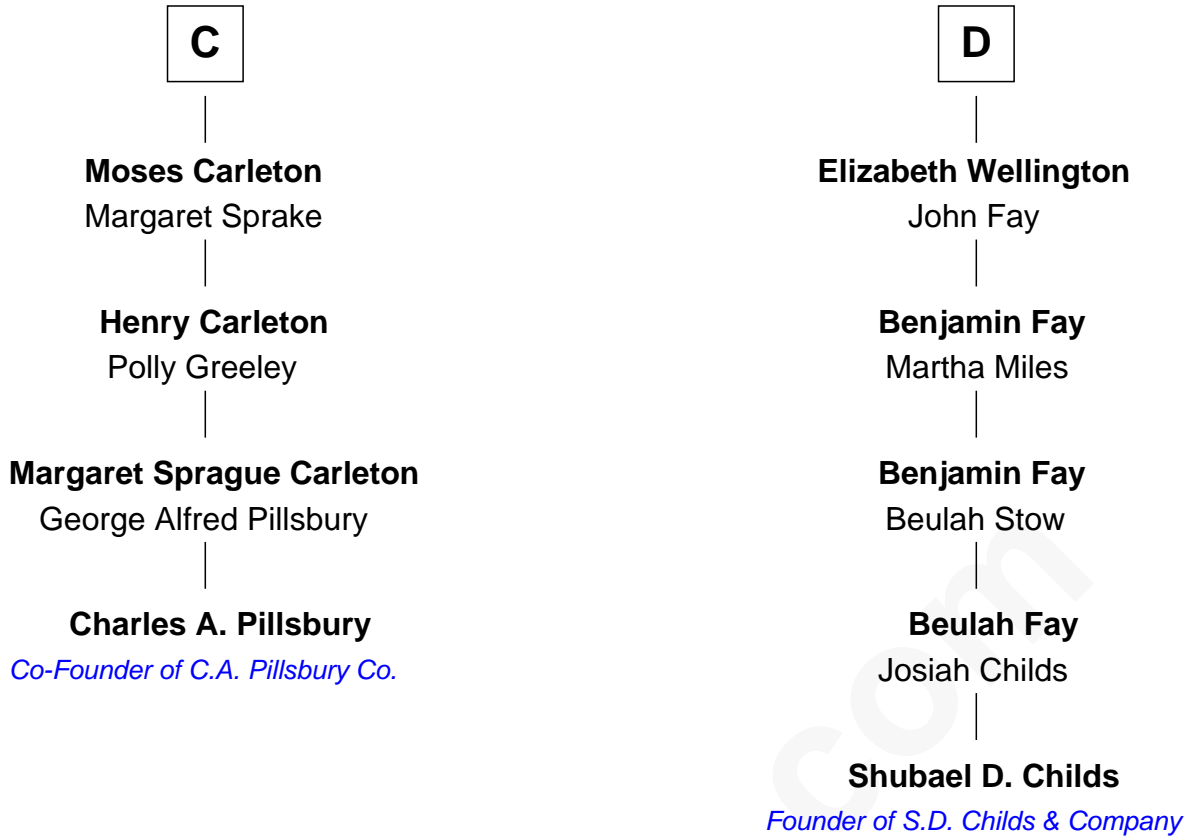 C
Moses Carleton
Margaret Sprake
Henry Carleton
Polly Greeley
Margaret Sprague Carleton
George Alfred Pillsbury
Charles A. Pillsbury
Co-Founder of C.A. Pillsbury Co.
D
Elizabeth Wellington
John Fay
Benjamin Fay
Martha Miles
Benjamin Fay
Beulah Stow
Beulah Fay
Josiah Childs
Shubael D. Childs
Founder of S.D. Childs & Company
com